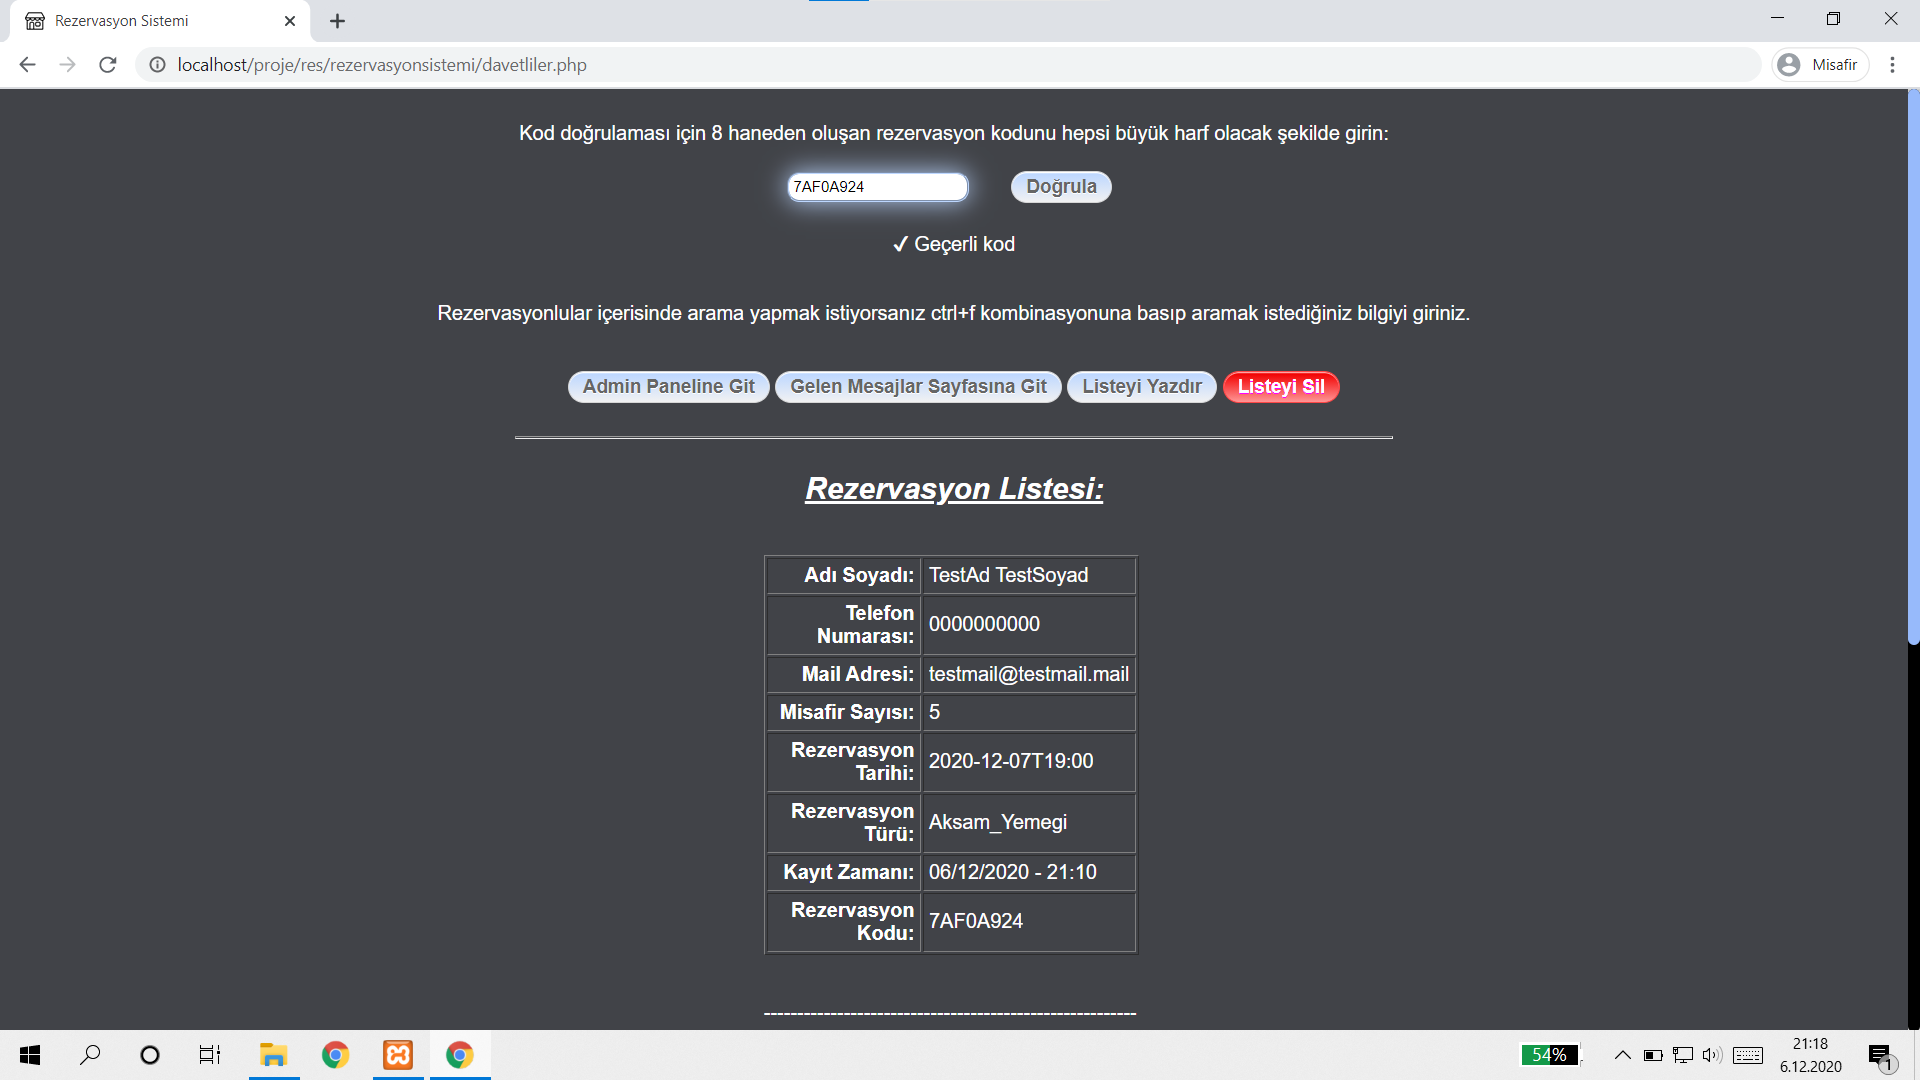 Rezervasyon Sistemi
localhost/proje/res/rezervasyonsistemi/davetliler.php
Misafir
Kod doğrulaması için 8 haneden oluşan rezervasyon kodunu hepsi büyük harf olacak şekilde girin:
7AF0A924 Doğrula
✔ Geçerli kod
Rezervasyonlular içerisinde arama yapmak istiyorsanız ctrl+f kombinasyonuna basıp aramak istediğiniz bilgiyi giriniz.
Admin Paneline Git Gelen Mesajlar Sayfasına Git Listeyi Yazdır Listeyi Sil
Rezervasyon Listesi:
Adı Soyadı: TestAd TestSoyad
Telefon
Numarası: 0000000000
Mail Adresi: testmail@testmail.mail
Misafir Sayısı: 5
Rezervasyon
Tarihi: 2020-12-07T19:00
Rezervasyon
Türü: Aksam_Yemegi
Kayıt Zamanı: 06/12/2020 - 21:10
Rezervasyon
Kodu: 7AF0A924
--------------------------------------------------------
54%
21:18
6.12.2020
1